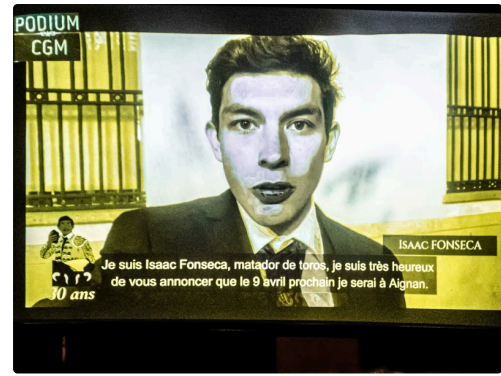 PODIUM
CGM
ISAAC FONSECA
Je suis Isaac Fonseca, matador de toros, je suis très heureux
de vous annoncer que le 9 avril prochain je serai à Aignan.
10 ans